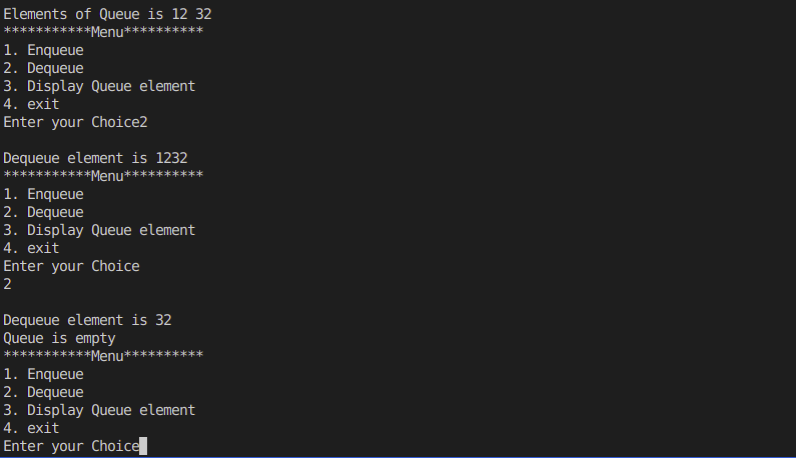 Elements of Queue is 12 32
***********Menu**********
1. Enqueue
2. Dequeue
3. Display Queue element
4. exit
Enter your Choice2
Dequeue element is 1232
***********Menu**********
1. Enqueue
2. Dequeue
3. Display Queue element
4. exit
Enter your Choice
2
Dequeue element is 32
Queue is empty
***********Menu**********
1. Enqueue
2. Dequeue
3. Display Queue element
4. exit
Enter your Choice